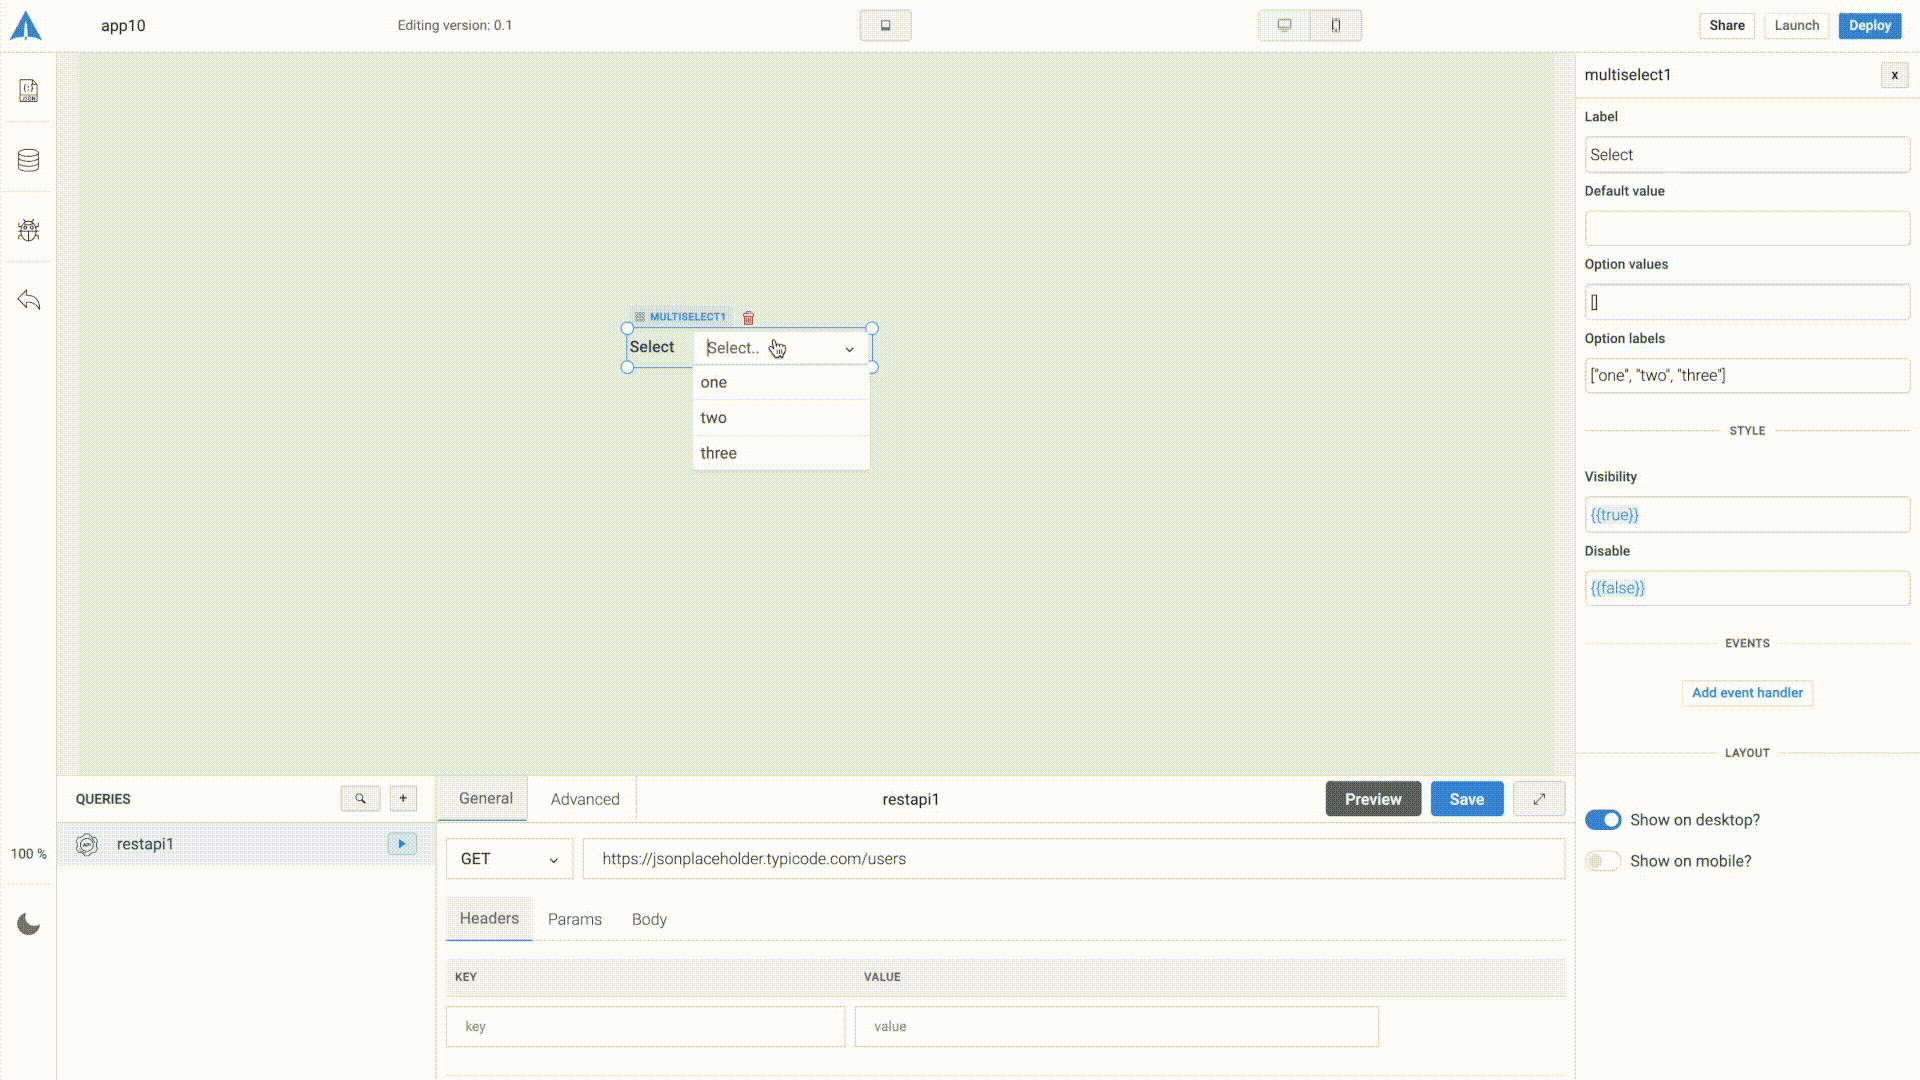 app10
Editing version: 0.1
Share
Launch
Deploy
multiselect1
x
Label
Select
Default value
Option values
[]
Option labels
["one", "two", "three"]
STYLE
Visibility
{{true}}
Disable
{{false}}
EVENTS
Add event handler
LAYOUT
Show on desktop?
Show on mobile?
MULTISELECT1
Select
Select..
one
two
three
QUERIES
+
restapi1
API
General
Advanced
restapi1
Preview
Save
GET
https://jsonplaceholder.typicode.com/users
Headers
Params
Body
KEY
VALUE
key
value
100 %
{:}
JSON